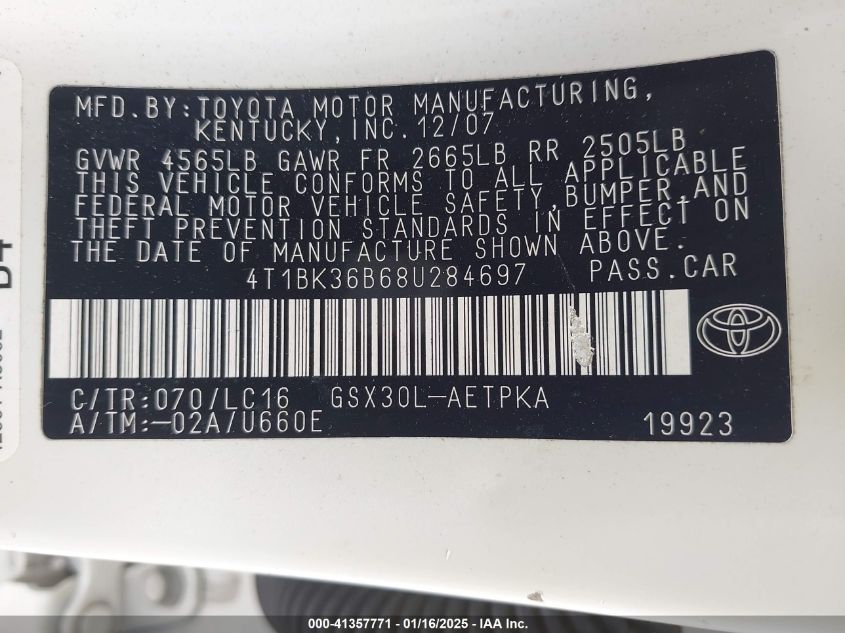 MFD.BY:TOYOTA MOTOR MANUFACTURING,
KENTUCKY,INC.12/07
GVWR 4565LB GAWR FR 2665LB RR 2505LB
THIS VEHICLE CONFORMS TO ALL APPLICABLE
FEDERAL MOTOR VEHICLE SAFETY,BUMPER,AND
THEFT PREVENTION STANDARDS IN EFFECT ON
THE DATE OF MANUFACTURE SHOWN ABOVE.
4T1BK36B68U284697 PASS.CAR
C/TR:070/LC16 GSX30L-AETPKA
A/TM:-02A/U660E 19923
000-41357771 - 01/16/2025 - IAA Inc.